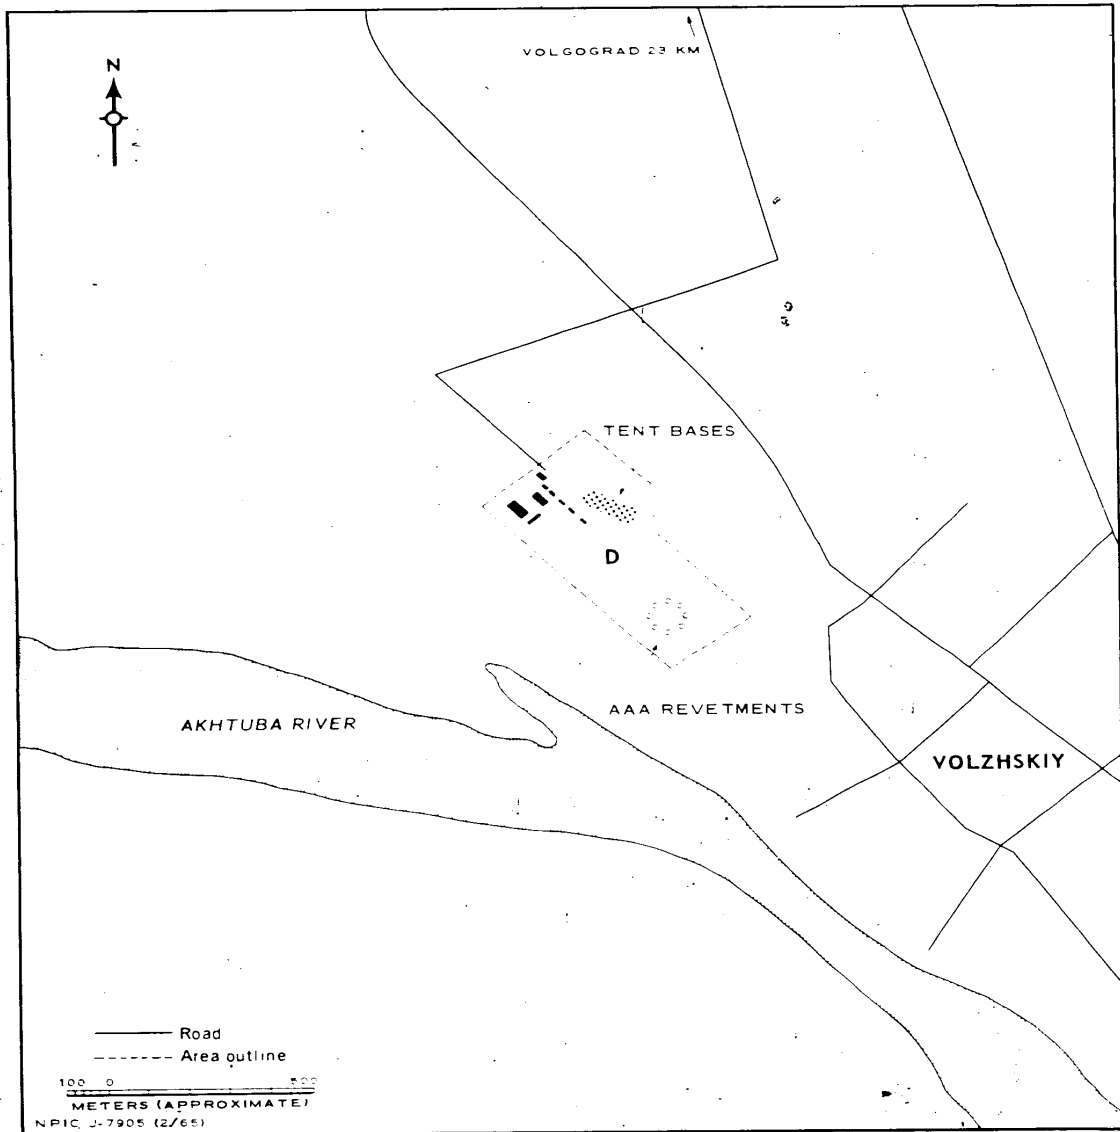 VOLGOGRAD 23 KM
N
TENT BASES
D
AKHTUBA RIVER
AAA REVETMENTS
VOLZHSKIY
Road
Area outline
100 0 500
METERS (APPROXIMATE)
NPIC J-7905 (2/65)